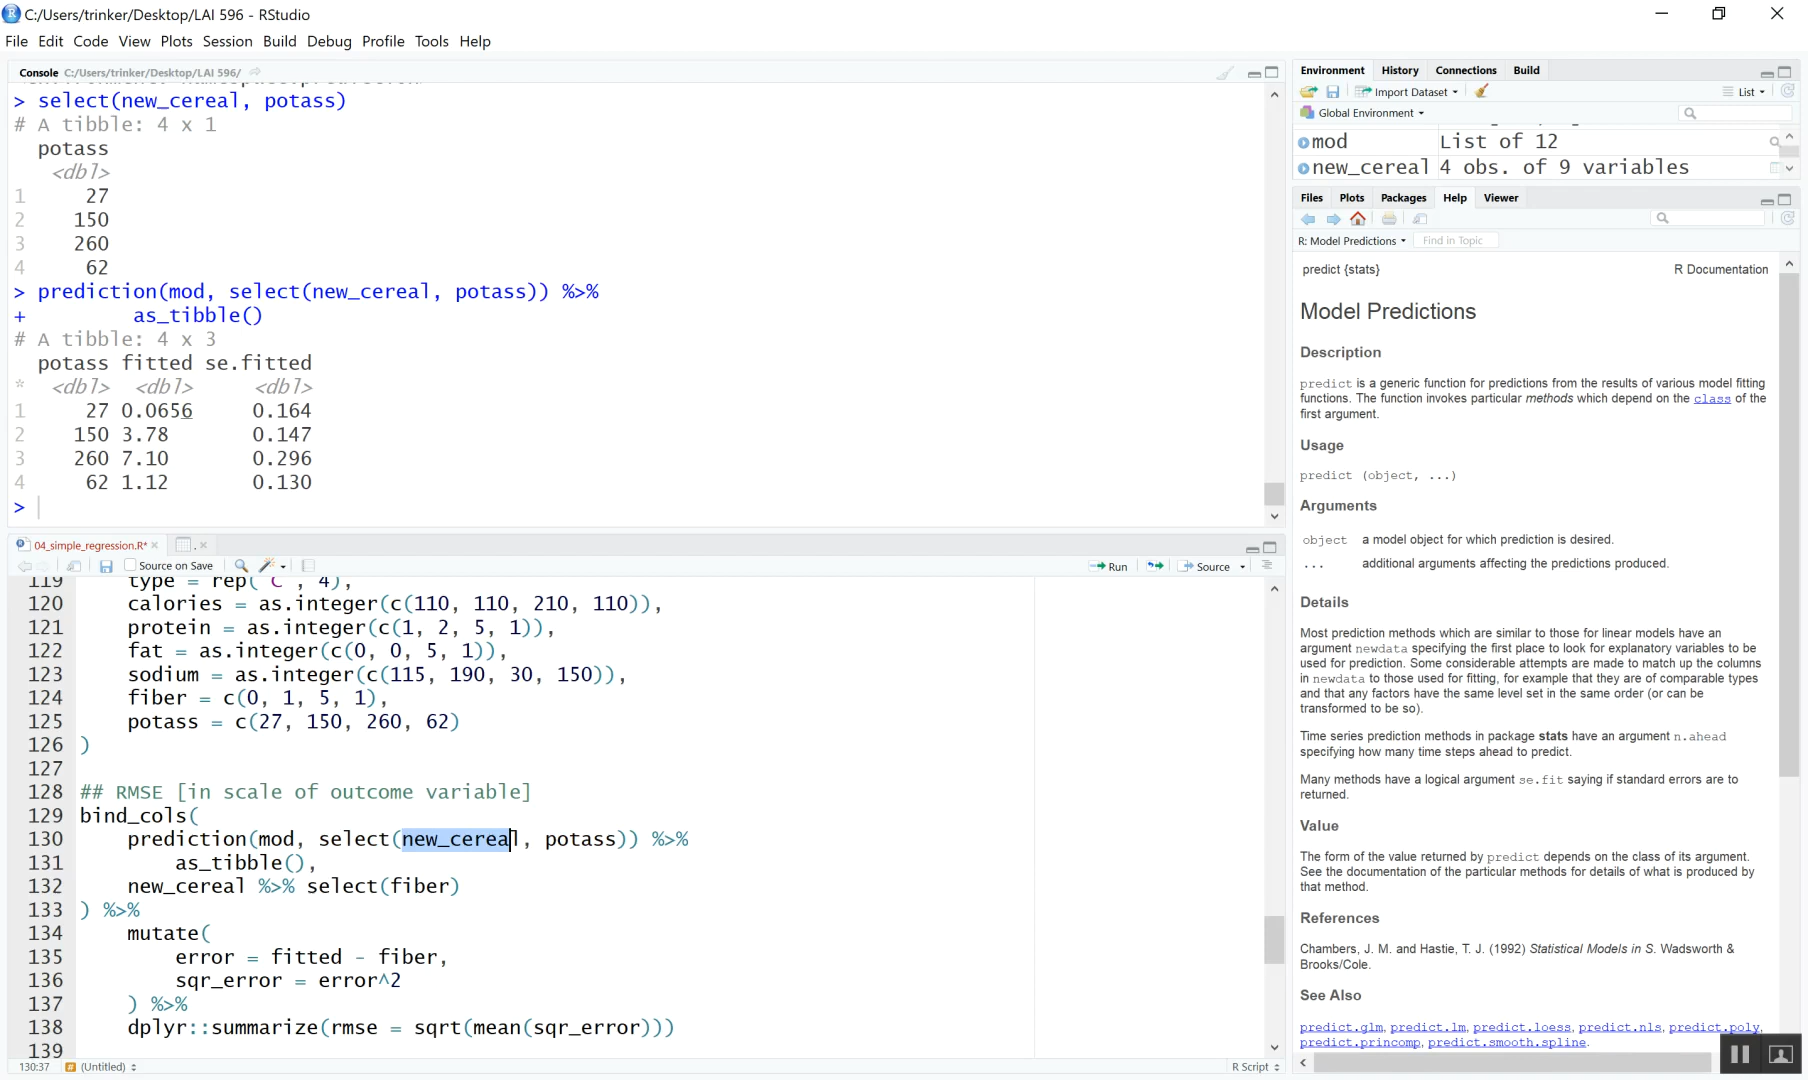 C:/Users/trinker/Desktop/LAI 596 - RStudio
File Edit Code View Plots Session Build Debug Profile Tools Help
Console C:/Users/trinker/Desktop/LAI 596/
> select(new_cereal, potass)
# A tibble: 4 x 1
potass
<dbl>
1 27
2 150
3 260
4 62
> prediction(mod, select(new_cereal, potass)) %>%
+ as_tibble()
# A tibble: 4 x 3
potass fitted se.fitted
* <dbl> <dbl> <dbl>
1 27 0.0656 0.164
2 150 3.78 0.147
3 260 7.10 0.296
4 62 1.12 0.130
>
04_simple_regression.R* .
Source on Save Run Source
119 type = rep("C", 4),
120 calories = as.integer(c(110, 110, 210, 110)),
121 protein = as.integer(c(1, 2, 5, 1)),
122 fat = as.integer(c(0, 0, 5, 1)),
123 sodium = as.integer(c(115, 190, 30, 150)),
124 fiber = c(0, 1, 5, 1),
125 potass = c(27, 150, 260, 62)
126 )
127
128 ## RMSE [in scale of outcome variable]
129 bind_cols(
130 prediction(mod, select(new_cereal, potass)) %>%
131 as_tibble(),
132 new_cereal %>% select(fiber)
133 ) %>%
134 mutate(
135 error = fitted - fiber,
136 sqr_error = error^2
137 ) %>%
138 dplyr::summarize(rmse = sqrt(mean(sqr_error)))
139
130:37 # (Untitled) R Script
Environment History Connections Build
Import Dataset List
Global Environment
mod List of 12
new_cereal 4 obs. of 9 variables
Files Plots Packages Help Viewer
R: Model Predictions Find in Topic
predict {stats} R Documentation
Model Predictions
Description
predict is a generic function for predictions from the results of various model fitting
functions. The function invokes particular methods which depend on the class of the
first argument.
Usage
predict (object, ...)
Arguments
object a model object for which prediction is desired.
... additional arguments affecting the predictions produced.
Details
Most prediction methods which are similar to those for linear models have an
argument newdata specifying the first place to look for explanatory variables to be
used for prediction. Some considerable attempts are made to match up the columns
in newdata to those used for fitting, for example that they are of comparable types
and that any factors have the same level set in the same order (or can be
transformed to be so).
Time series prediction methods in package stats have an argument n.ahead
specifying how many time steps ahead to predict.
Many methods have a logical argument se.fit saying if standard errors are to
returned.
Value
The form of the value returned by predict depends on the class of its argument.
See the documentation of the particular methods for details of what is produced by
that method.
References
Chambers, J. M. and Hastie, T. J. (1992) Statistical Models in S. Wadsworth &
Brooks/Cole.
See Also
predict.glm, predict.lm, predict.loess, predict.nls, predict.poly,
predict.princomp, predict.smooth.spline.